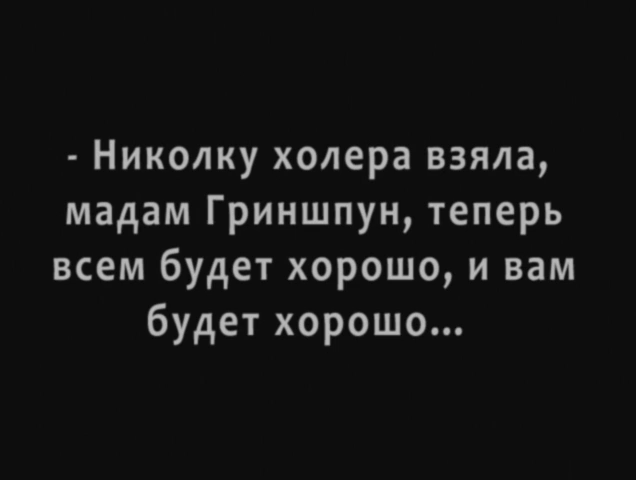 - Николку холера взяла,
мадам Гриншпун, теперь
всем будет хорошо, и вам
будет хорошо...